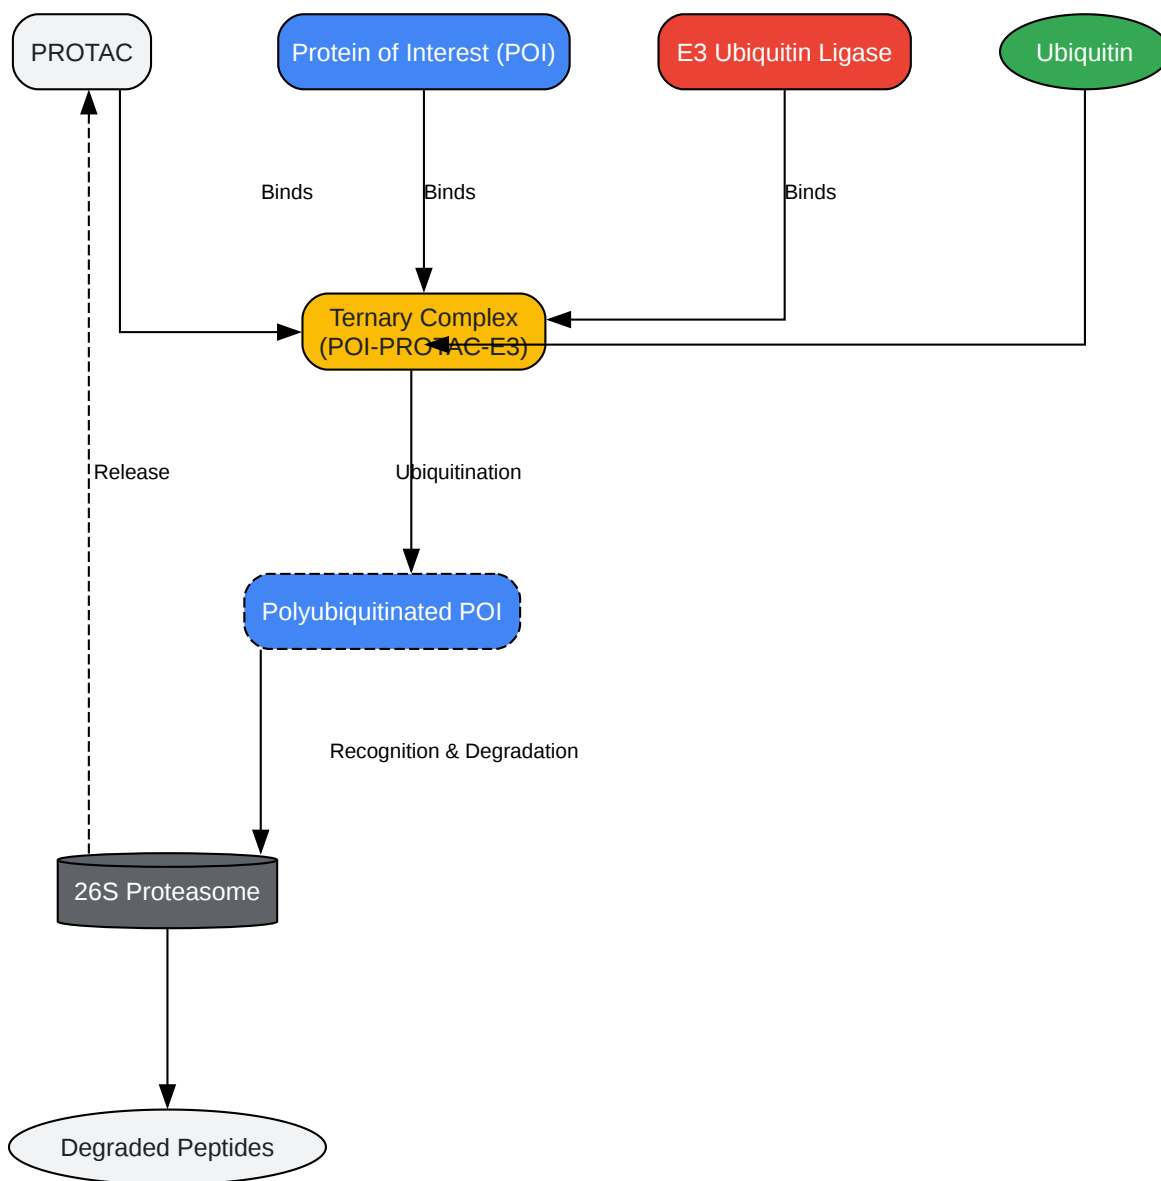 PROTAC
Protein of Interest (POI)
E3 Ubiquitin Ligase
Ubiquitin
Binds
Binds
Binds
Ternary Complex
(POI-PROTAC-E3)
Release
Ubiquitination
Polyubiquitinated POI
Recognition & Degradation
26S Proteasome
Degraded Peptides